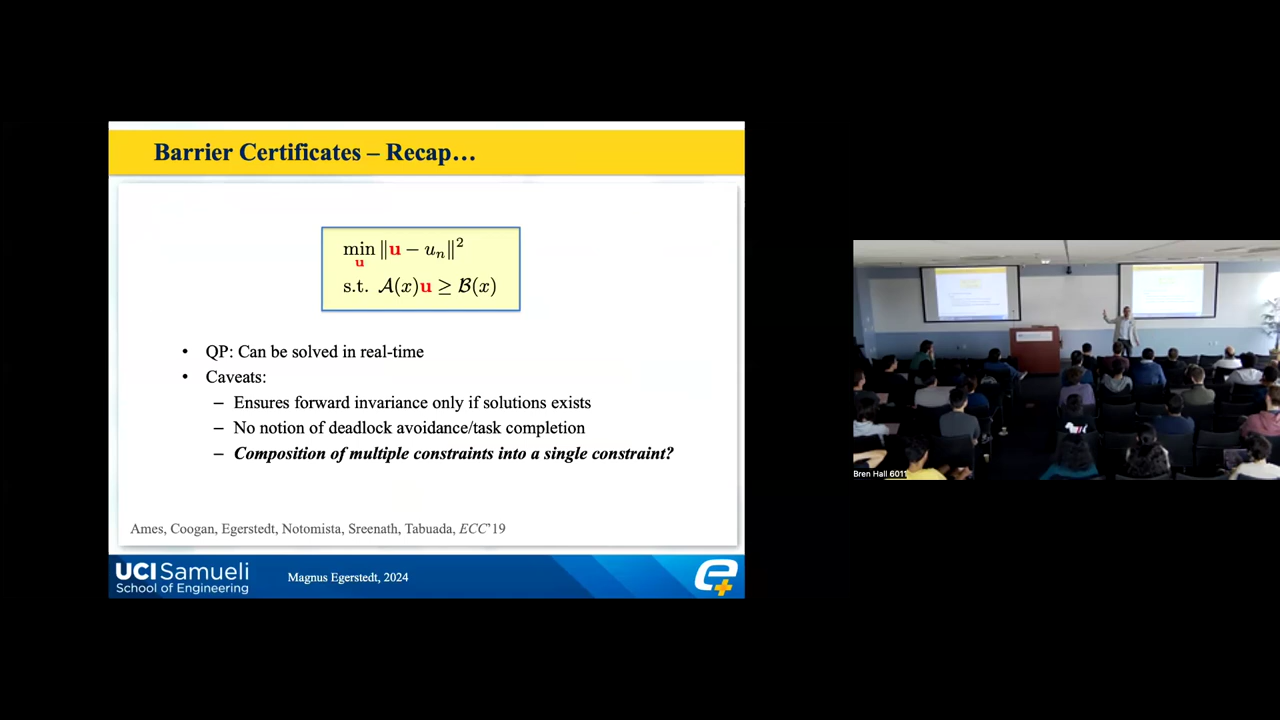 Barrier Certificates – Recap…
min ‖u − uₙ‖²
u
s.t. 𝒜(x)u ≥ ℬ(x)
• QP: Can be solved in real-time
• Caveats:
– Ensures forward invariance only if solutions exists
– No notion of deadlock avoidance/task completion
– Composition of multiple constraints into a single constraint?
Ames, Coogan, Egerstedt, Notomista, Sreenath, Tabuada, ECC'19
UCI Samueli
School of Engineering
Magnus Egerstedt, 2024
Bren Hall 6011